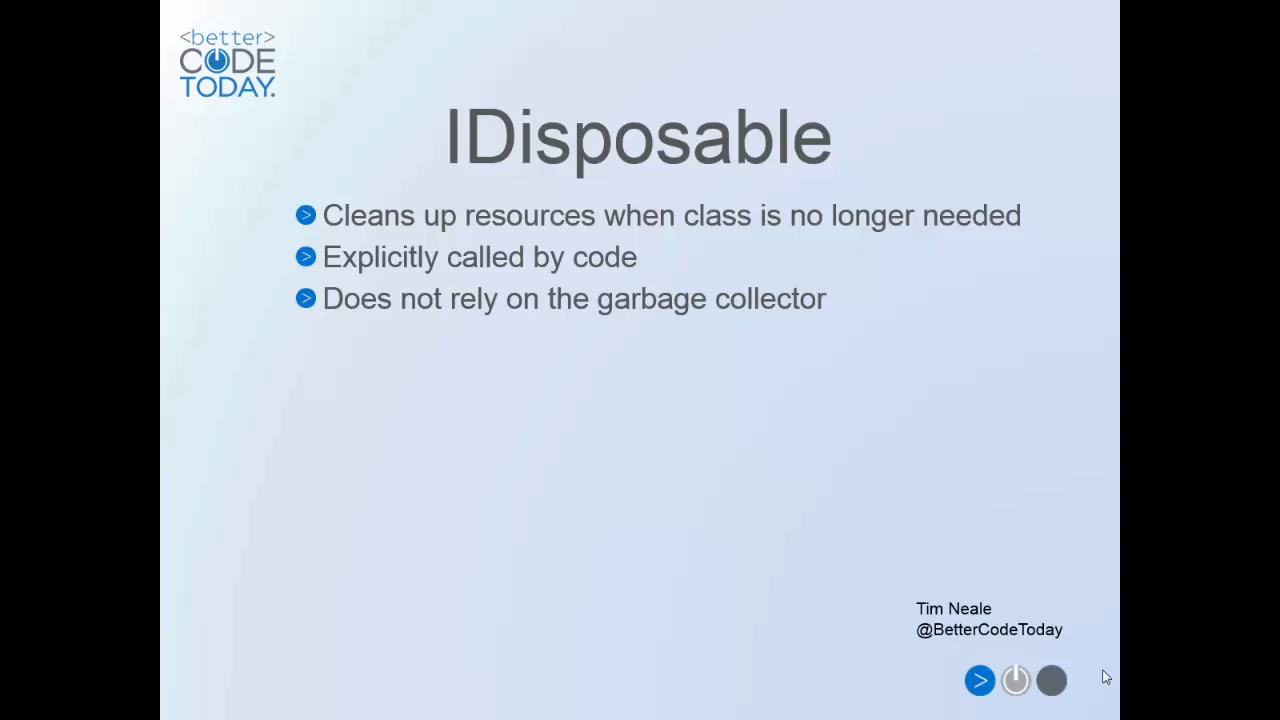 <better>
CODE
TODAY.
IDisposable
Cleans up resources when class is no longer needed
Explicitly called by code
Does not rely on the garbage collector
Tim Neale
@BetterCodeToday